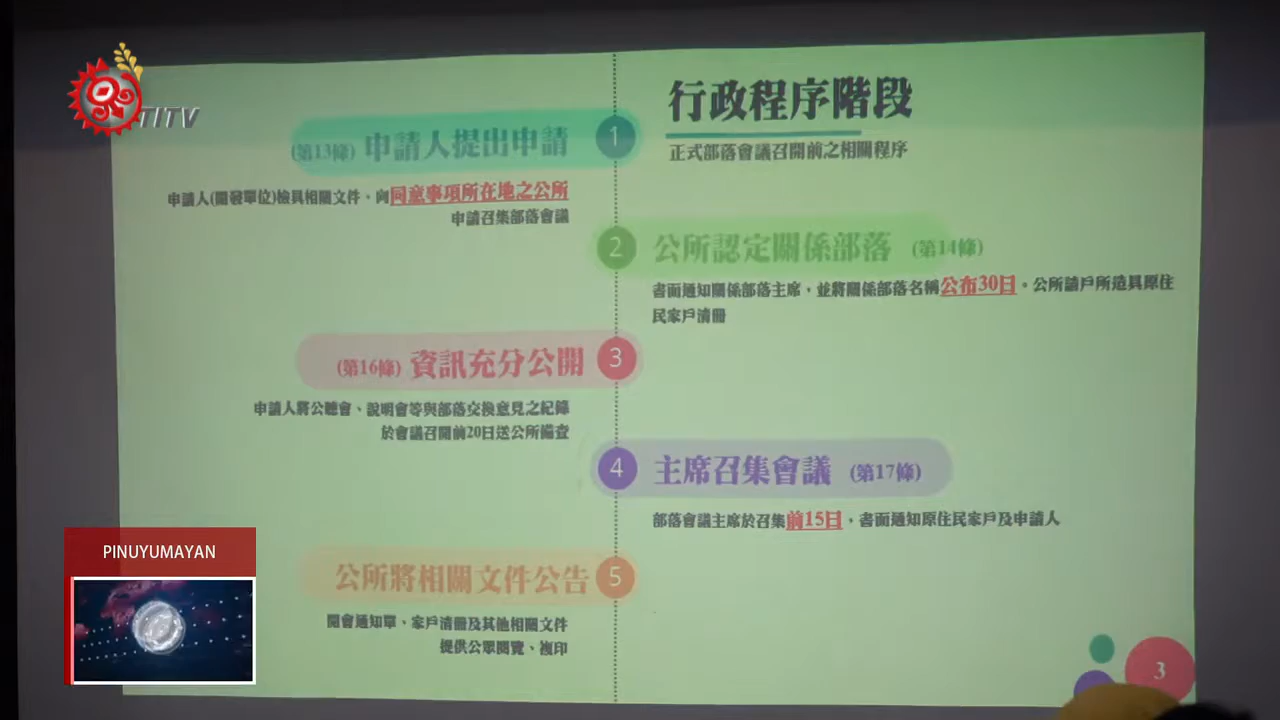 TITV
行政程序階段
正式部落會議召開前之相關程序
(第13條) 申請人提出申請 1
申請人(開發單位)檢具相關文件，向同意事項所在地之公所
申請召集部落會議
2 公所認定關係部落 (第14條)
書面通知關係部落主席，並將關係部落名稱公布30日。公所請戶所造具原住
民家戶清冊
(第16條) 資訊充分公開 3
申請人將公聽會、說明會等與部落交換意見之紀錄
於會議召開前20日送公所備查
4 主席召集會議 (第17條)
部落會議主席於召集前15日，書面通知原住民家戶及申請人
公所將相關文件公告 5
開會通知單、家戶清冊及其他相關文件
提供公眾閱覽、複印
PINUYUMAYAN
3